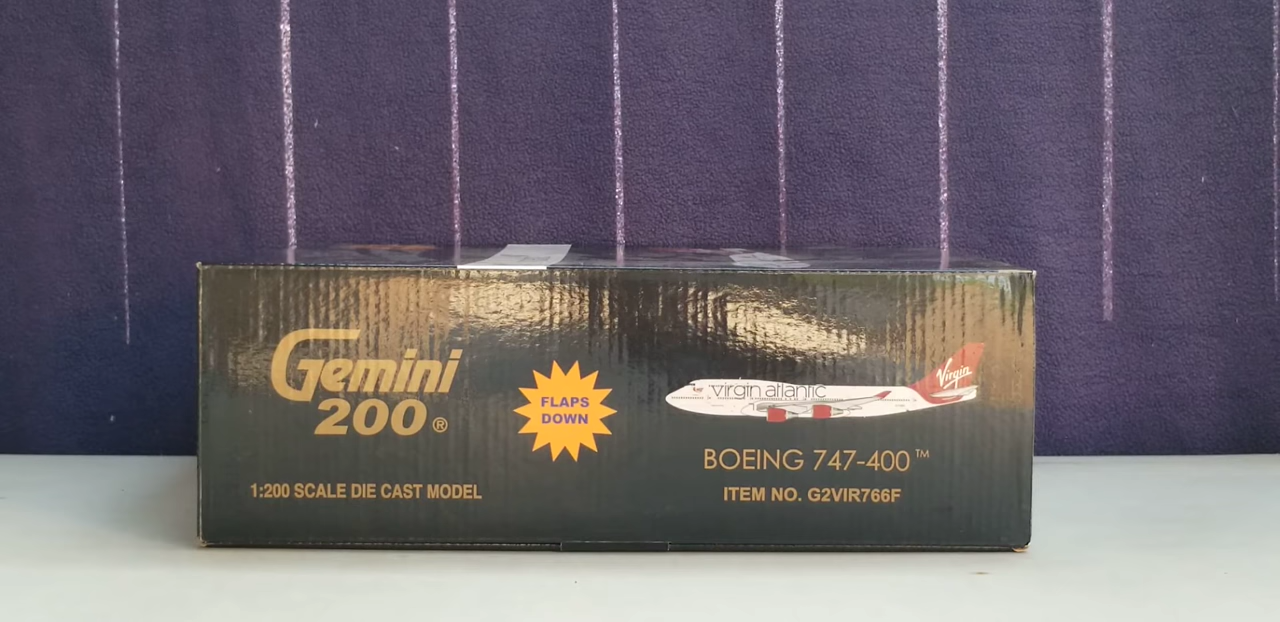 Gemini
200®
1:200 SCALE DIE CAST MODEL
FLAPS
DOWN
virgin atlantic
Virgin
BOEING 747-400™
ITEM NO. G2VIR766F